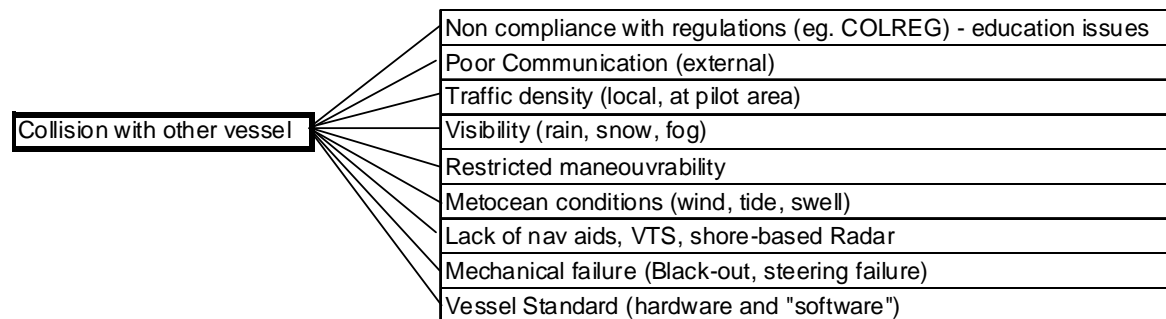 Non compliance with regulations (eg. COLREG) - education issues
Poor Communication (external)
Traffic density (local, at pilot area)
Collision with other vessel
Visibility (rain, snow, fog)
Restricted maneouvrability
Metocean conditions (wind, tide, swell)
Lack of nav aids, VTS, shore-based Radar
Mechanical failure (Black-out, steering failure)
Vessel Standard (hardware and "software")